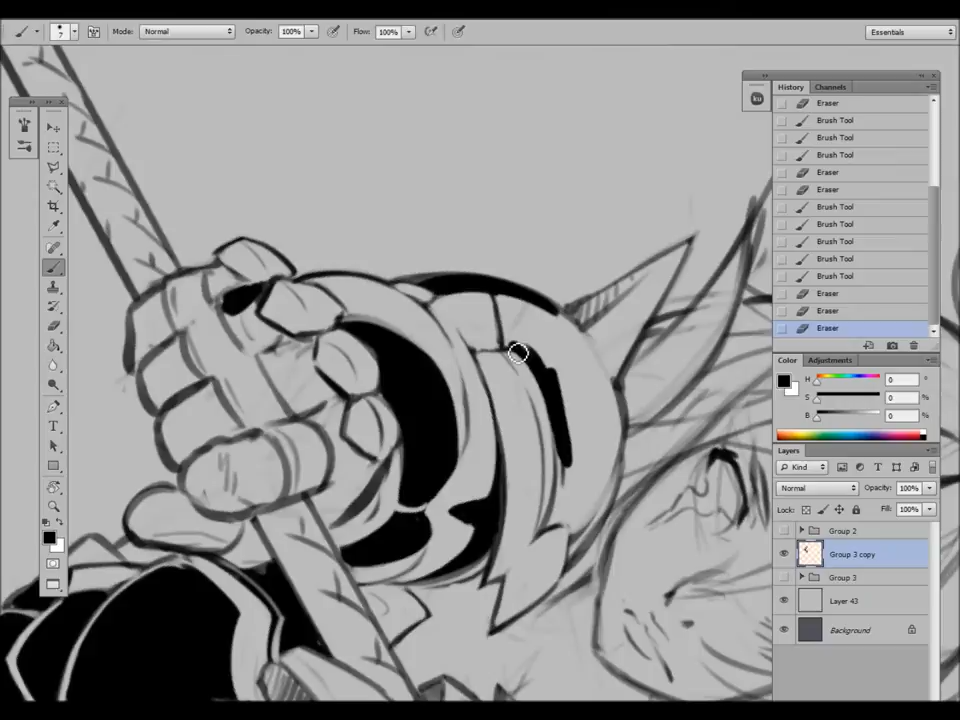 7 Mode: Normal Opacity: 100% Flow: 100% Essentials
History Channels
ku
Eraser
Brush Tool
Brush Tool
Brush Tool
Eraser
Eraser
Brush Tool
Brush Tool
Brush Tool
Brush Tool
Brush Tool
Eraser
Eraser
Eraser
Color Adjustments
H 0 °
S 0 %
B 0 %
Layers
Kind
Normal Opacity: 100%
Lock: Fill: 100%
Group 2
Group 3 copy
Group 3
Layer 43
Background